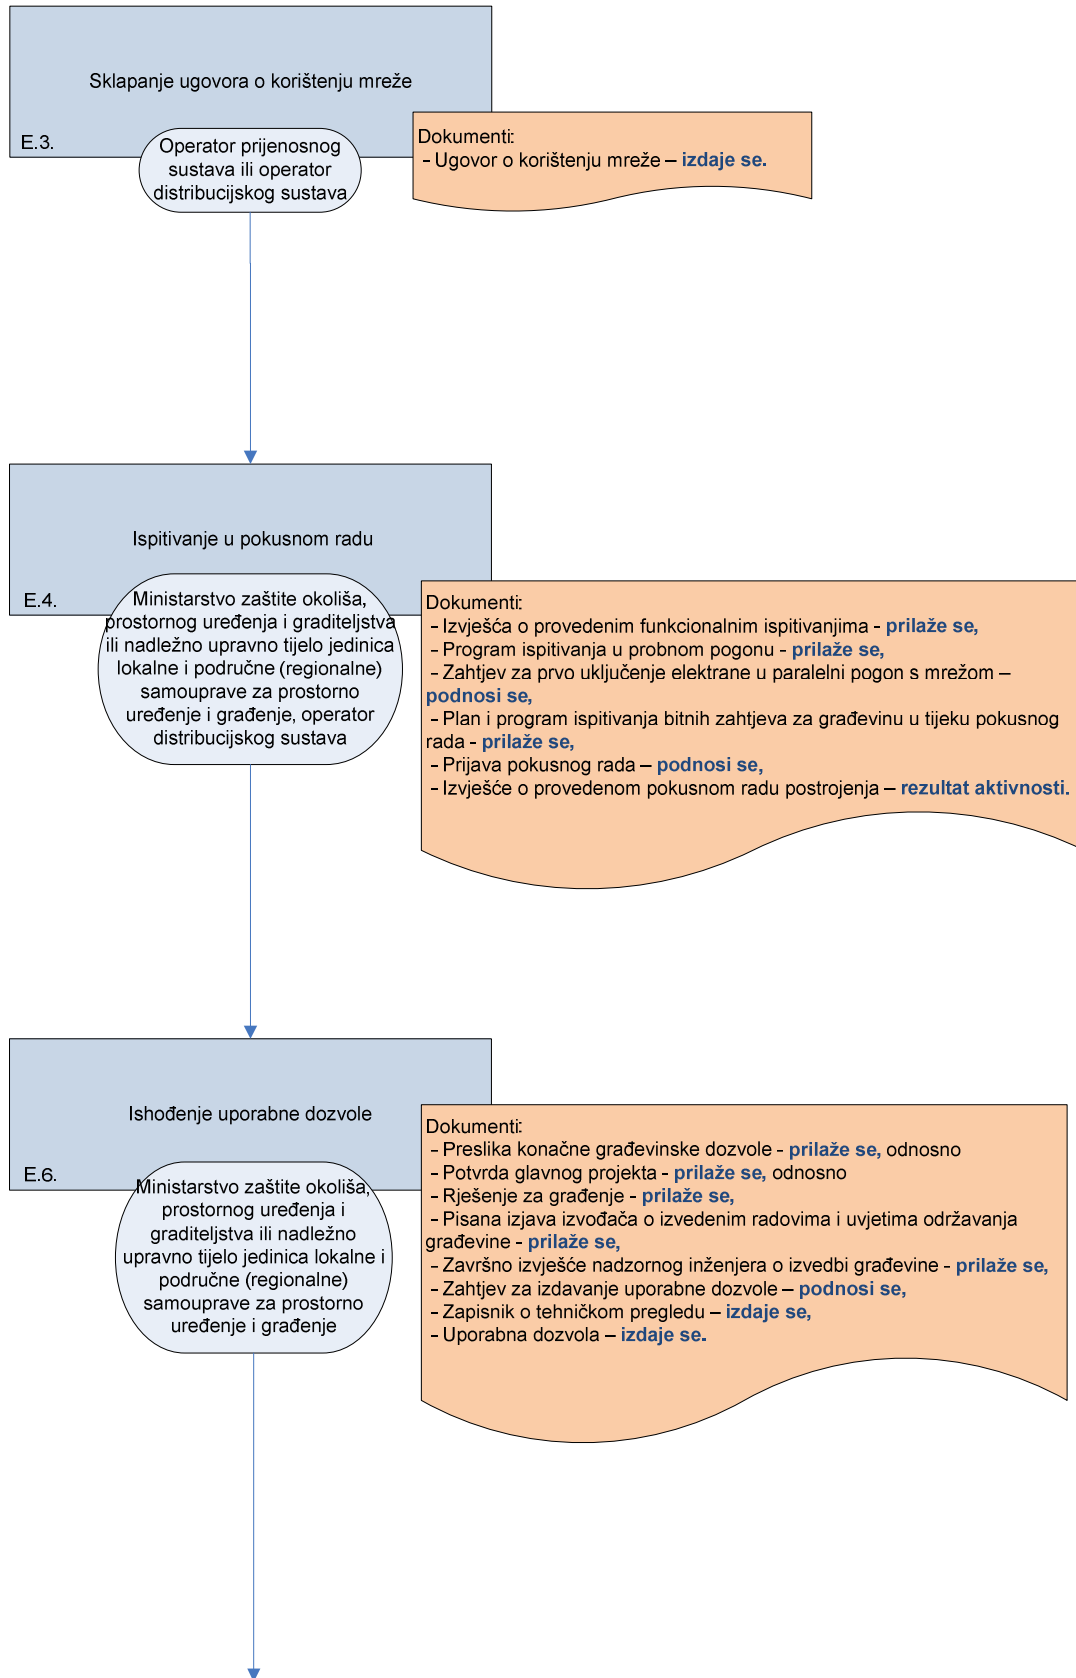 Sklapanje ugovora o korištenju mreže
E.3.
Operator prijenosnog
sustava ili operator
distribucijskog sustava
Dokumenti:
- Ugovor o korištenju mreže – izdaje se.
Ispitivanje u pokusnom radu
E.4.
Ministarstvo zaštite okoliša,
prostornog uređenja i graditeljstva
ili nadležno upravno tijelo jedinica
lokalne i područne (regionalne)
samouprave za prostorno
uređenje i građenje, operator
distribucijskog sustava
Dokumenti:
- Izvješća o provedenim funkcionalnim ispitivanjima - prilaže se,
- Program ispitivanja u probnom pogonu - prilaže se,
- Zahtjev za prvo uključenje elektrane u paralelni pogon s mrežom –
podnosi se,
- Plan i program ispitivanja bitnih zahtjeva za građevinu u tijeku pokusnog
rada - prilaže se,
- Prijava pokusnog rada – podnosi se,
- Izvješće o provedenom pokusnom radu postrojenja – rezultat aktivnosti.
Ishođenje uporabne dozvole
E.6.
Ministarstvo zaštite okoliša,
prostornog uređenja i
graditeljstva ili nadležno
upravno tijelo jedinica lokalne i
područne (regionalne)
samouprave za prostorno
uređenje i građenje
Dokumenti:
- Preslika konačne građevinske dozvole - prilaže se, odnosno
- Potvrda glavnog projekta - prilaže se, odnosno
- Rješenje za građenje - prilaže se,
- Pisana izjava izvođača o izvedenim radovima i uvjetima održavanja
građevine - prilaže se,
- Završno izvješće nadzornog inženjera o izvedbi građevine - prilaže se,
- Zahtjev za izdavanje uporabne dozvole – podnosi se,
- Zapisnik o tehničkom pregledu – izdaje se,
- Uporabna dozvola – izdaje se.